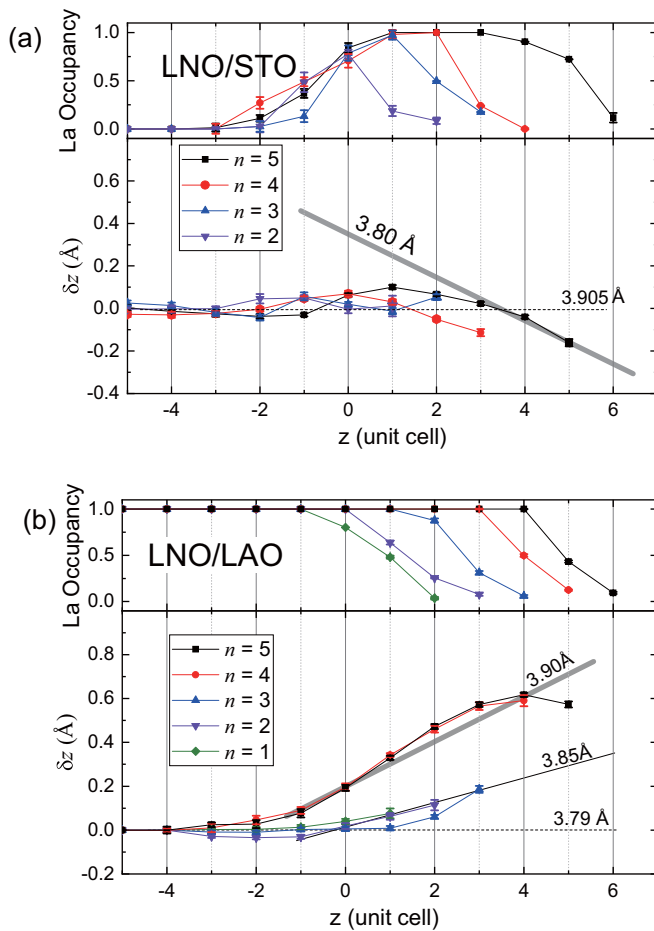 (a)
La Occupancy
1.0
0.5
0.0
LNO/STO
δz (Å)
0.6
0.4
0.2
0.0
-0.2
-0.4
n = 5
n = 4
n = 3
n = 2
3.80 Å
3.905 Å
-4 -2 0 2 4 6
z (unit cell)
(b)
La Occupancy
1.0
0.5
0.0
LNO/LAO
δz (Å)
0.8
0.6
0.4
0.2
0.0
-0.2
n = 5
n = 4
n = 3
n = 2
n = 1
3.90Å
3.85Å
3.79 Å
-4 -2 0 2 4 6
z (unit cell)